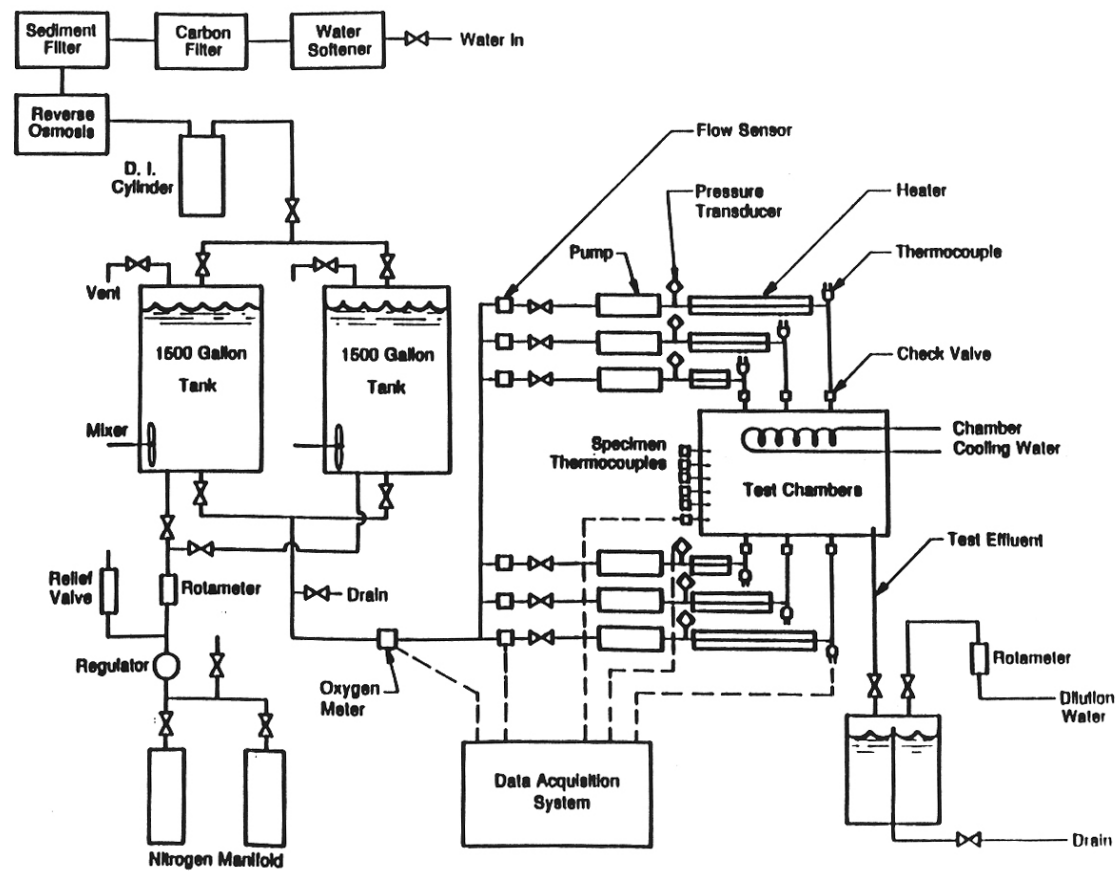 Sediment
Filter
Carbon
Filter
Water
Softener
Water In
Reverse
Osmosis
D. I.
Cylinder
Flow Sensor
Pressure
Transducer
Heater
Pump
Thermocouple
Vent
1500 Gallon
Tank
1500 Gallon
Tank
Check Valve
Mixer
Specimen
Thermocouples
Chamber
Cooling Water
Test Chambers
Test Effluent
Relief
Valve
Rotameter
Drain
Regulator
Oxygen
Meter
Rotameter
Dilution
Water
Data Acquisition
System
Nitrogen Manifold
Drain